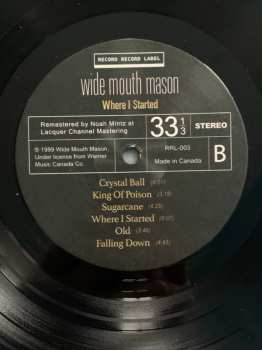 RECORD RECORD LABEL
wide mouth mason
Where I Started
Remastered by Noah Mintz at
Lacquer Channel Mastering
33 1/3 STEREO
℗ 1999 Wide Mouth Mason,
Under license from Warner
Music Canada Co.
RRL-003
Made in Canada
B
Crystal Ball
King Of Poison
Sugarcane
Where I Started
Old
Falling Down